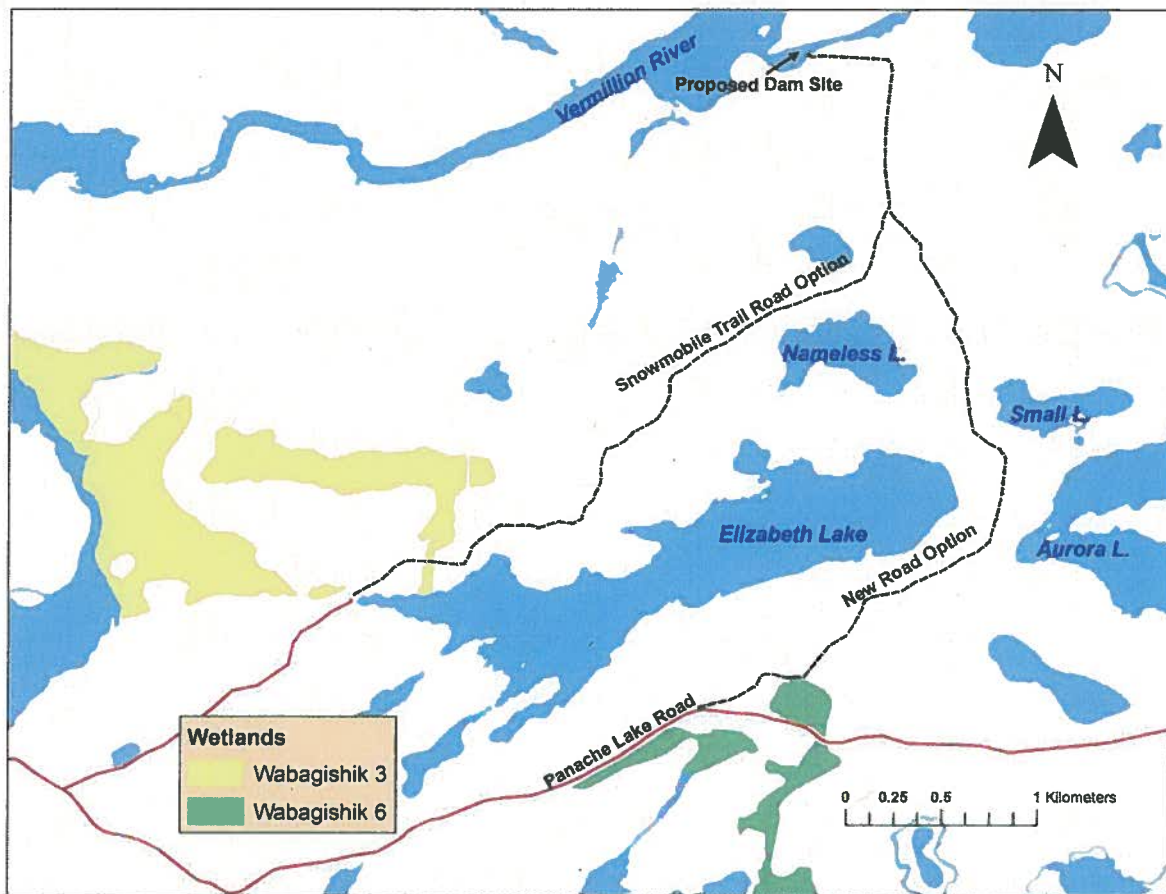 Vermillion River
Proposed Dam Site
N
Snowmobile Trail Road Option
Nameless L.
Small L.
Elizabeth Lake
Aurora L.
New Road Option
Panache Lake Road
Wetlands
Wabagishik 3
Wabagishik 6
0 0.25 0.5 1 Kilometers